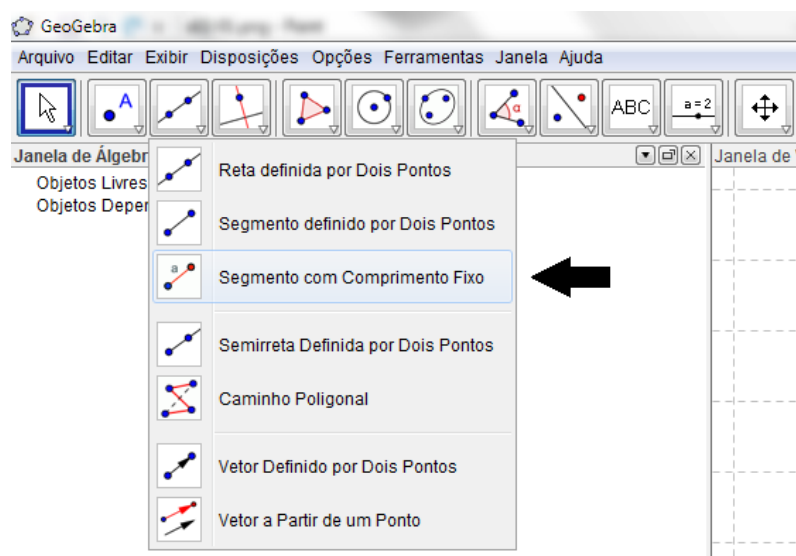 GeoGebra
Arquivo Editar Exibir Disposições Opções Ferramentas Janela Ajuda
A
α
ABC
a=2
Janela de Álgebr
Janela de
Objetos Livres
Objetos Deper
Reta definida por Dois Pontos
Segmento definido por Dois Pontos
a
Segmento com Comprimento Fixo
Semirreta Definida por Dois Pontos
Caminho Poligonal
Vetor Definido por Dois Pontos
Vetor a Partir de um Ponto